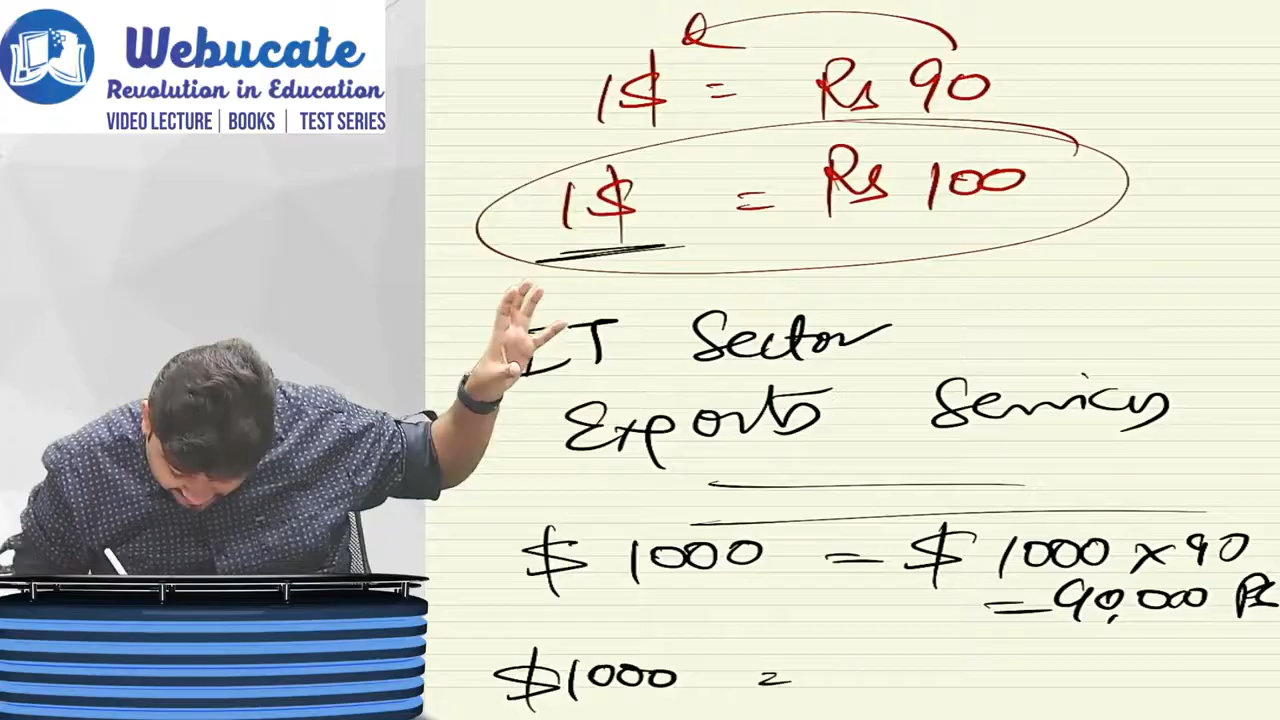 Webucate
Revolution in Education
VIDEO LECTURE | BOOKS | TEST SERIES
1$ = Rs 90
1$ = Rs 100
IT Sector
Exports Services
$ 1000 = $ 1000 × 90
= 90,000 Rs
$1000 =